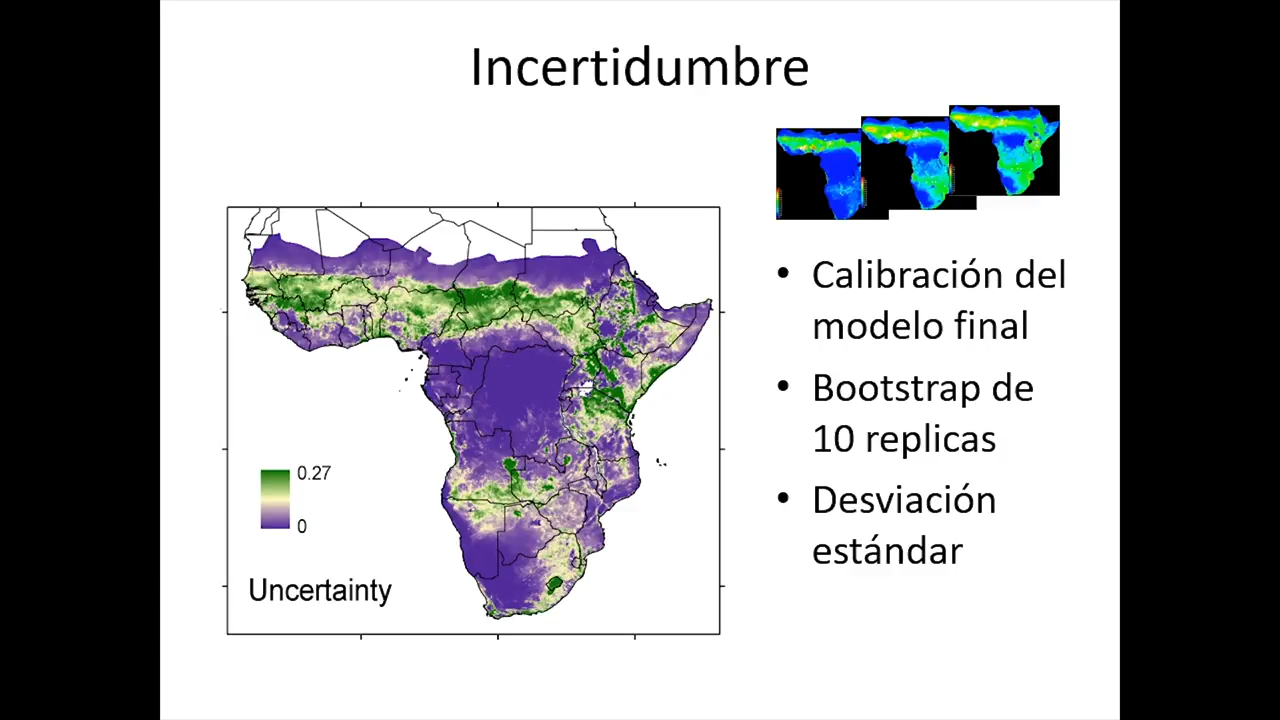 Incertidumbre
• Calibración del
modelo final
• Bootstrap de
10 replicas
• Desviación
estándar
0.27
0
Uncertainty